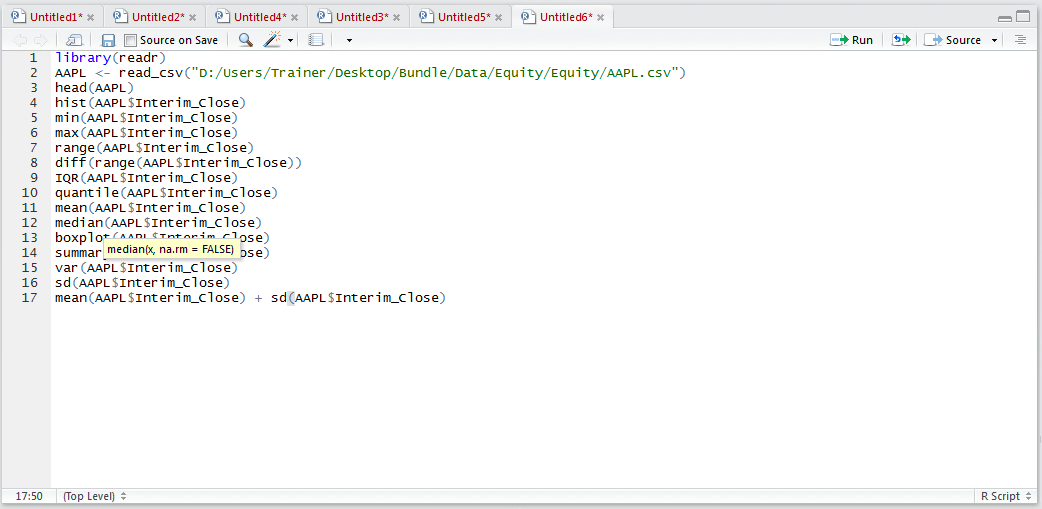 Untitled1* Untitled2* Untitled4* Untitled3* Untitled5* Untitled6*
Source on Save Run Source
1 library(readr)
2 AAPL <- read_csv("D:/Users/Trainer/Desktop/Bundle/Data/Equity/Equity/AAPL.csv")
3 head(AAPL)
4 hist(AAPL$Interim_Close)
5 min(AAPL$Interim_Close)
6 max(AAPL$Interim_Close)
7 range(AAPL$Interim_Close)
8 diff(range(AAPL$Interim_Close))
9 IQR(AAPL$Interim_Close)
10 quantile(AAPL$Interim_Close)
11 mean(AAPL$Interim_Close)
12 median(AAPL$Interim_Close)
13 boxplot(AAPL$Interim_Close)
median(x, na.rm = FALSE)
14 summar ose)
15 var(AAPL$Interim_Close)
16 sd(AAPL$Interim_Close)
17 mean(AAPL$Interim_Close) + sd(AAPL$Interim_Close)
17:50 (Top Level) R Script